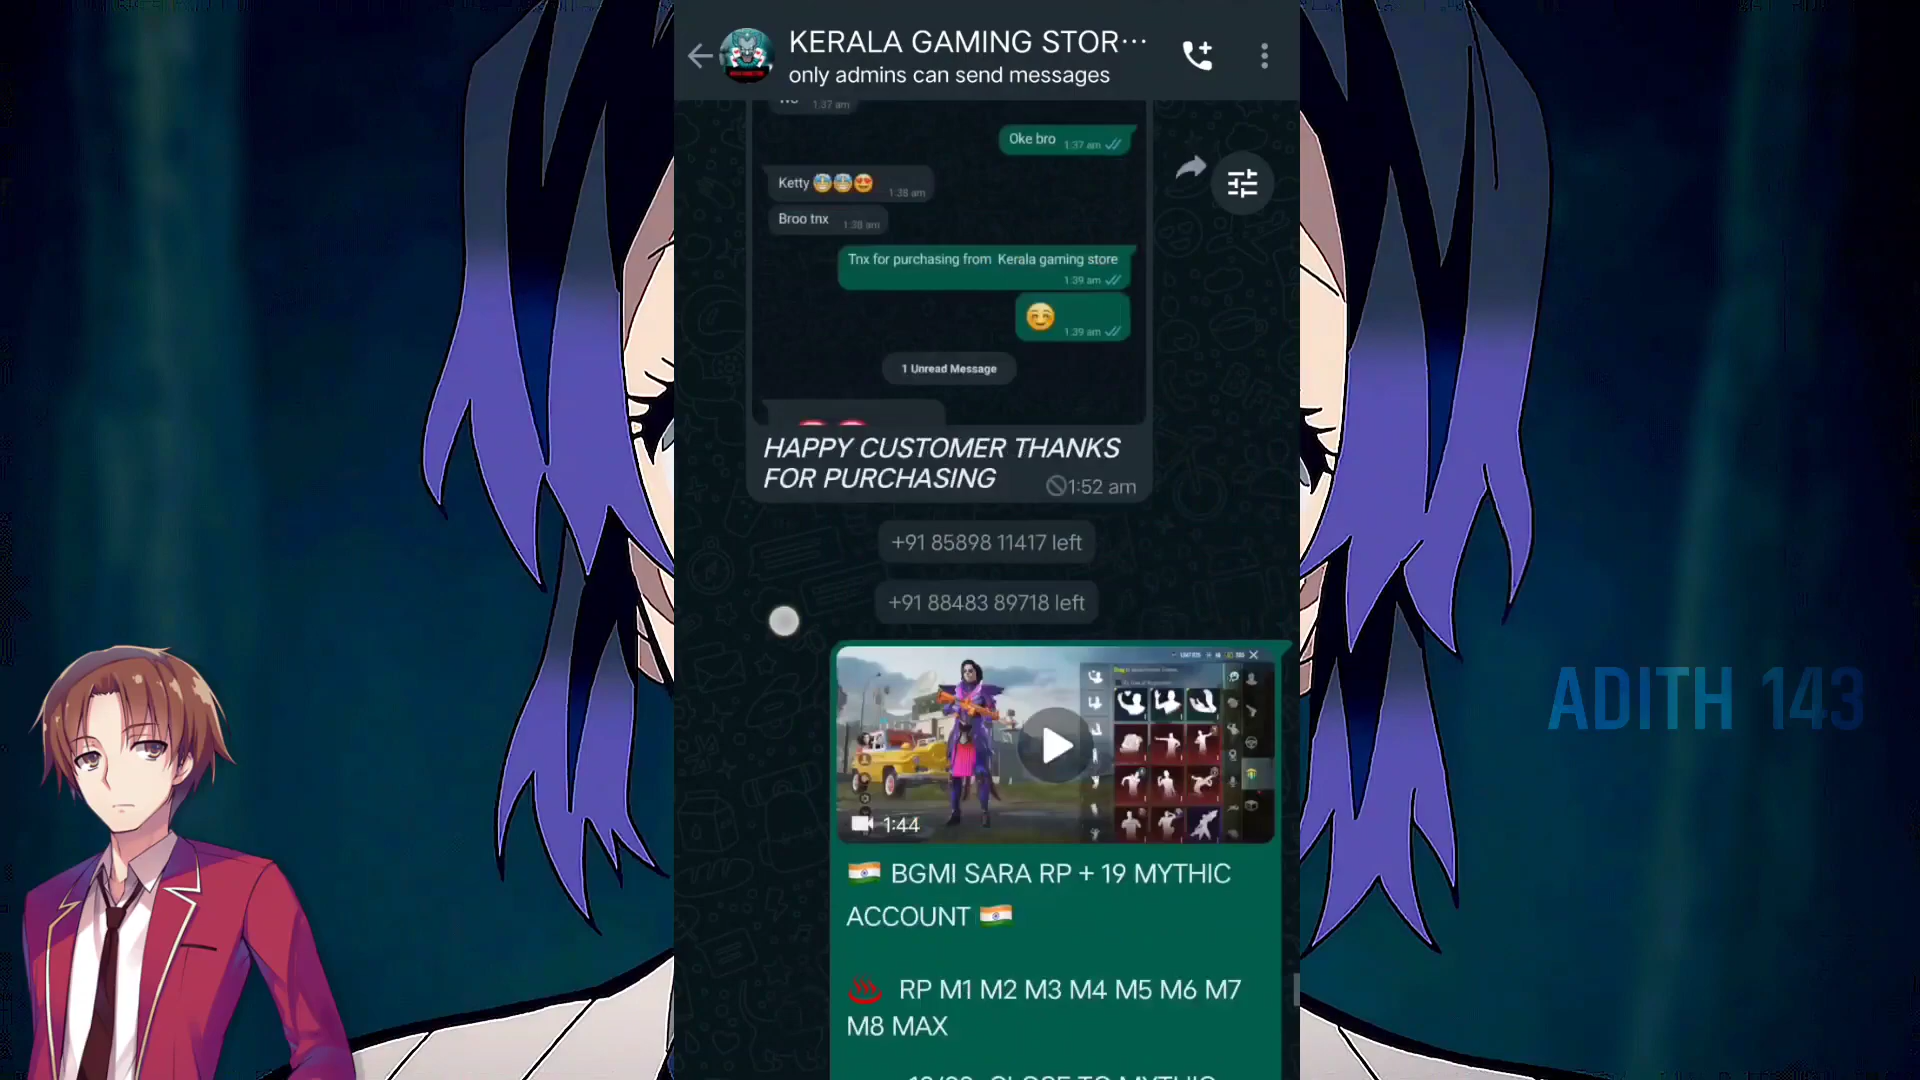 KERALA GAMING STOR...
only admins can send messages
1:37 am
Oke bro 1:37 am
Ketty 🤠🤠😍 1:38 am
Broo tnx 1:38 am
Tnx for purchasing from Kerala gaming store
1:39 am
☺️ 1:39 am
1 Unread Message
HAPPY CUSTOMER THANKS
FOR PURCHASING 1:52 am
+91 85898 11417 left
+91 88483 89718 left
1:44
🇮🇳 BGMI SARA RP + 19 MYTHIC
ACCOUNT 🇮🇳
♨️ RP M1 M2 M3 M4 M5 M6 M7
M8 MAX
ADITH 143